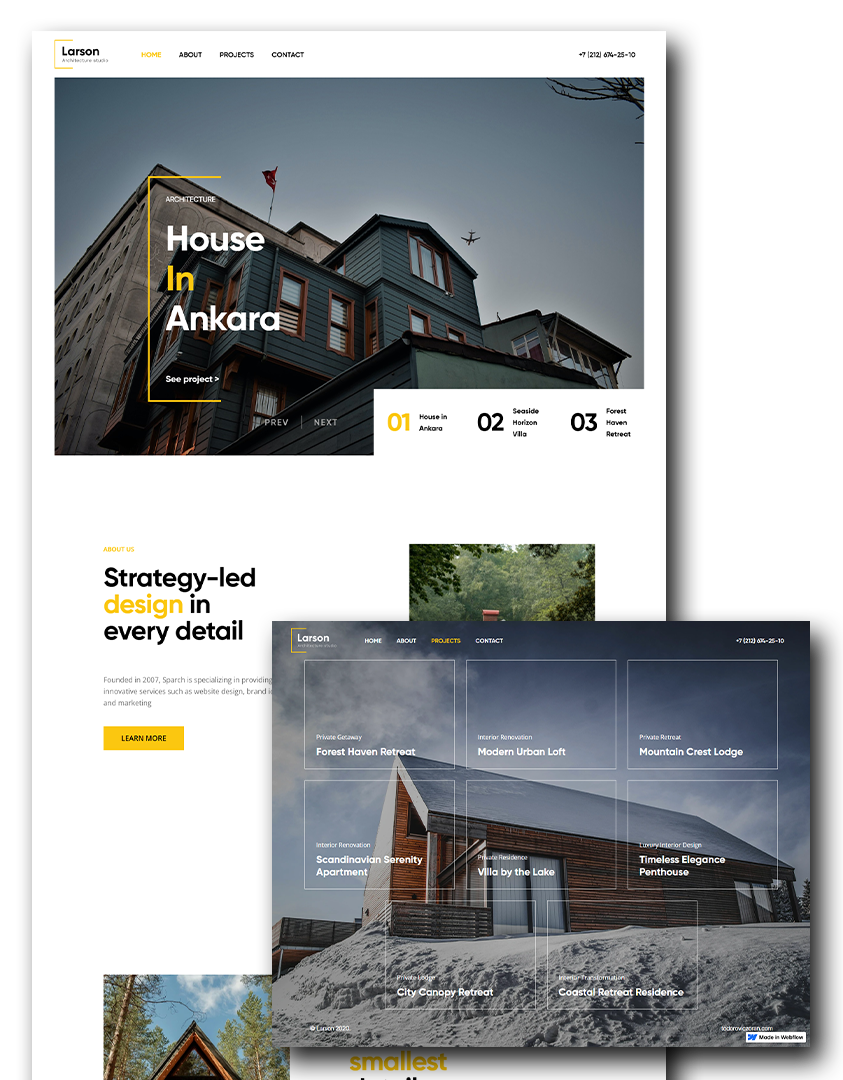 Larson
Architecture studio
HOME
ABOUT
PROJECTS
CONTACT
+7 (212) 674-25-10
ARCHITECTURE
House
In
Ankara
See project >
PREV
NEXT
01
House in
Ankara
02
Seaside
Horizon
Villa
03
Forest
Haven
Retreat
ABOUT US
Strategy-led
design in
every detail
Founded in 2007, Sparch is specializing in providing
innovative services such as website design, brand
and marketing
LEARN MORE
smallest
Larson
Architecture studio
HOME
ABOUT
PROJECTS
CONTACT
+7 (212) 674-25-10
Private Getaway
Forest Haven Retreat
Interior Renovation
Modern Urban Loft
Private Retreat
Mountain Crest Lodge
Interior Renovation
Scandinavian Serenity
Apartment
Private Residence
Villa by the Lake
Luxury Interior Design
Timeless Elegance
Penthouse
Private Lodge
City Canopy Retreat
Interior Transformation
Coastal Retreat Residence
© Larson 2020.
todoroviczoran.com
Made in Webflow